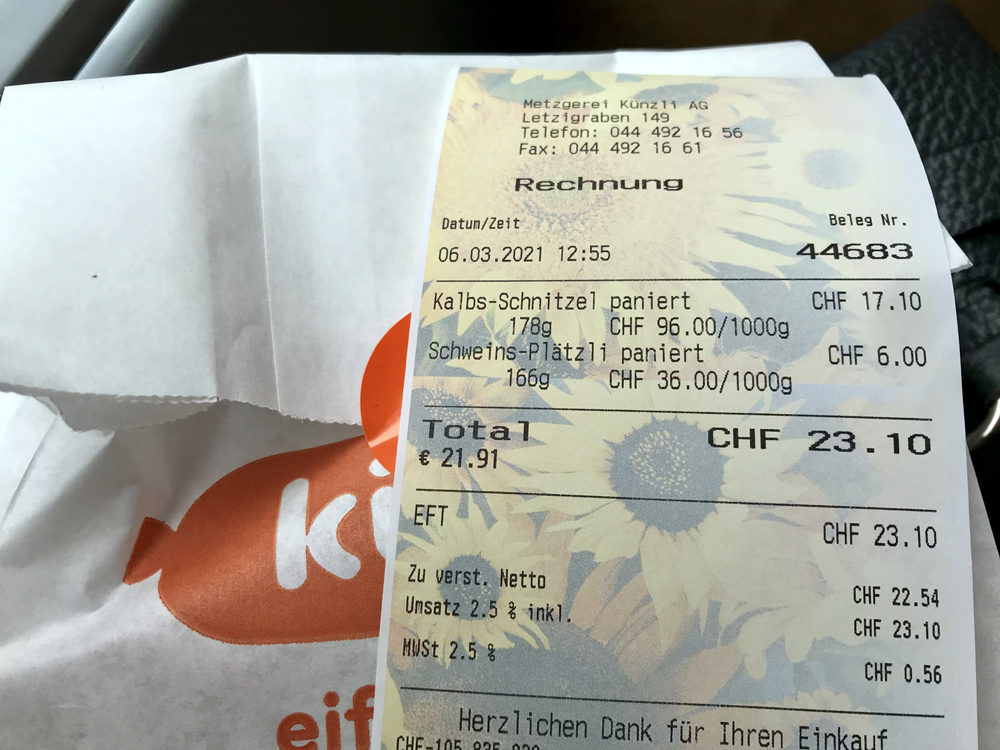 Metzgerei Künzli AG
Letzigraben 149
Telefon: 044 492 16 56
Fax: 044 492 16 61
Rechnung
Datum/Zeit Beleg Nr.
06.03.2021 12:55 44683
Kalbs-Schnitzel paniert CHF 17.10
178g CHF 96.00/1000g
Schweins-Plätzli paniert CHF 6.00
166g CHF 36.00/1000g
Total CHF 23.10
€ 21.91
EFT CHF 23.10
Zu verst. Netto CHF 22.54
Umsatz 2.5 % inkl. CHF 23.10
MWSt 2.5 % CHF 0.56
Herzlichen Dank für Ihren Einkauf